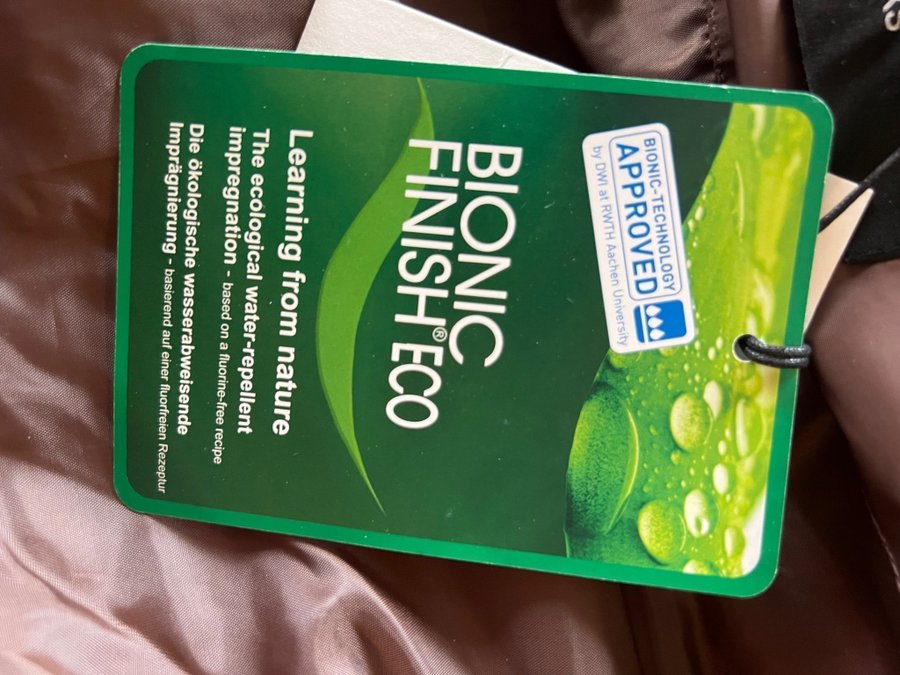 BIONIC-TECHNOLOGY
APPROVED
by DWI at RWTH Aachen University
BIONIC
FINISH®ECO
Learning from nature
The ecological water-repellent
impregnation - based on a fluorine-free recipe
Die ökologische wasserabweisende
Imprägnierung - basierend auf einer fluorfreien Rezeptur